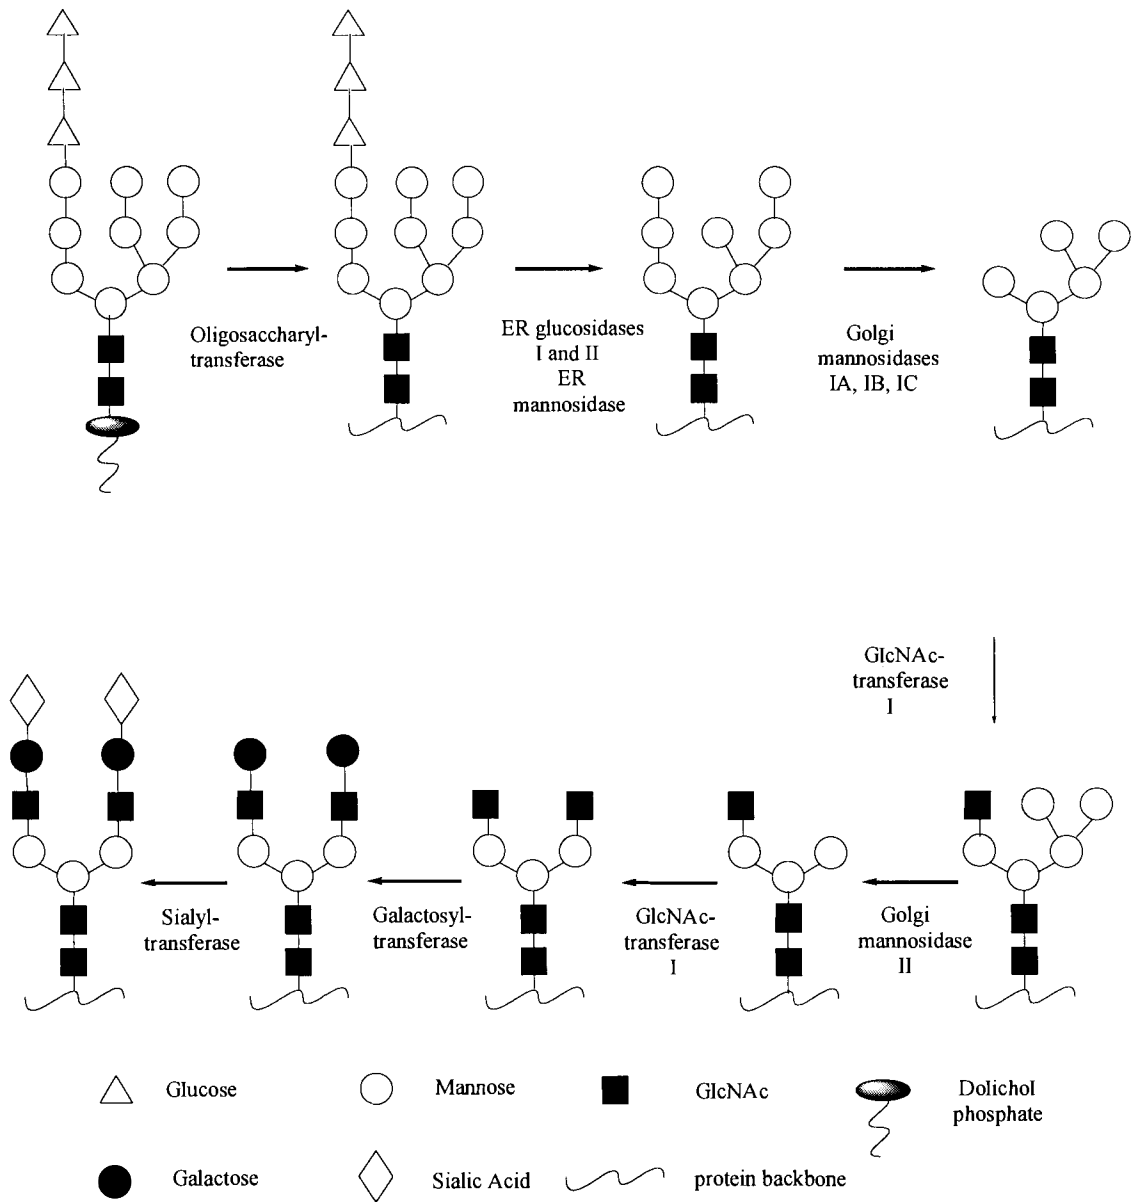 Oligosaccharyl-
transferase
ER glucosidases
I and II
ER
mannosidase
Golgi
mannosidases
IA, IB, IC
GlcNAc-
transferase
I
Sialyl-
transferase
Galactosyl-
transferase
GlcNAc-
transferase
I
Golgi
mannosidase
II
Glucose
Mannose
GlcNAc
Dolichol
phosphate
Galactose
Sialic Acid
protein backbone